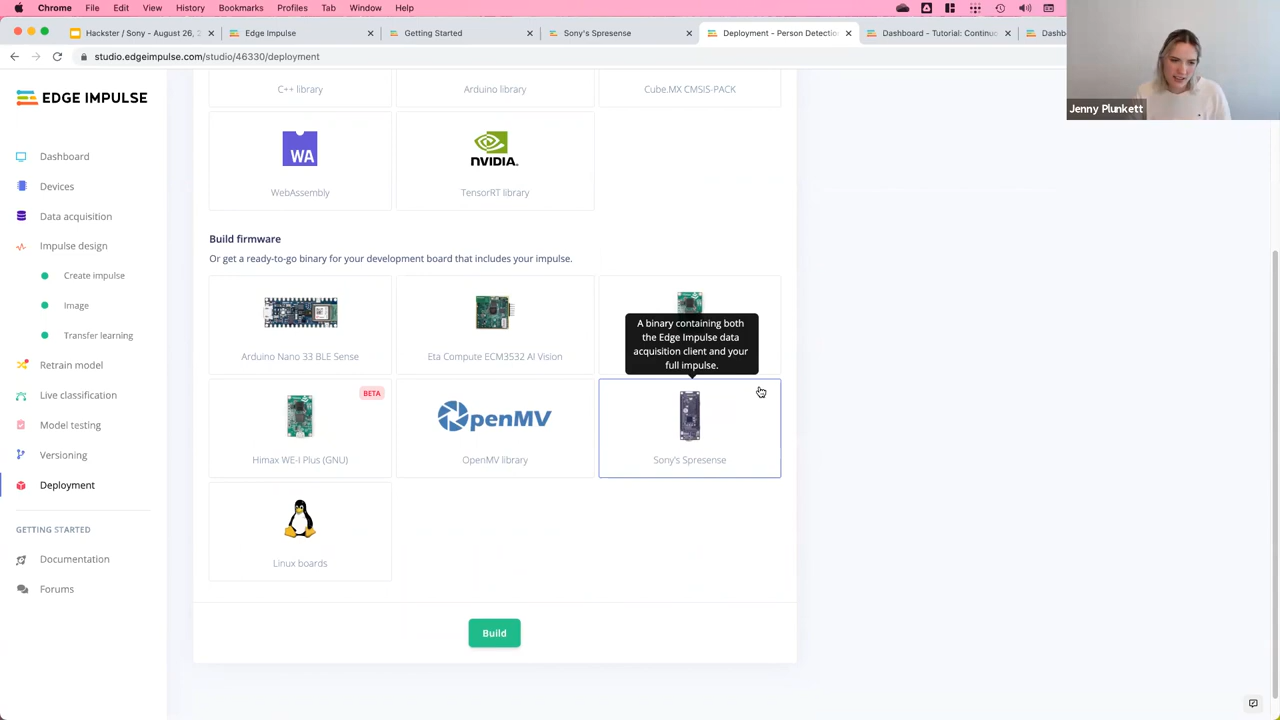 Chrome File Edit View History Bookmarks Profiles Tab Window Help
Hackster / Sony - August 26, Edge Impulse Getting Started Sony's Spresense Deployment - Person Detectio Dashboard - Tutorial: Continuo Dashb
studio.edgeimpulse.com/studio/46330/deployment
Jenny Plunkett
EDGE IMPULSE
Dashboard
Devices
Data acquisition
Impulse design
Create impulse
Image
Transfer learning
Retrain model
Live classification
Model testing
Versioning
Deployment
GETTING STARTED
Documentation
Forums
C++ library
Arduino library
Cube.MX CMSIS-PACK
WA
WebAssembly
NVIDIA.
TensorRT library
Build firmware
Or get a ready-to-go binary for your development board that includes your impulse.
Arduino Nano 33 BLE Sense
Eta Compute ECM3532 AI Vision
A binary containing both
the Edge Impulse data
acquisition client and your
full impulse.
BETA
Himax WE-I Plus (GNU)
OpenMV
OpenMV library
Sony's Spresense
Linux boards
Build